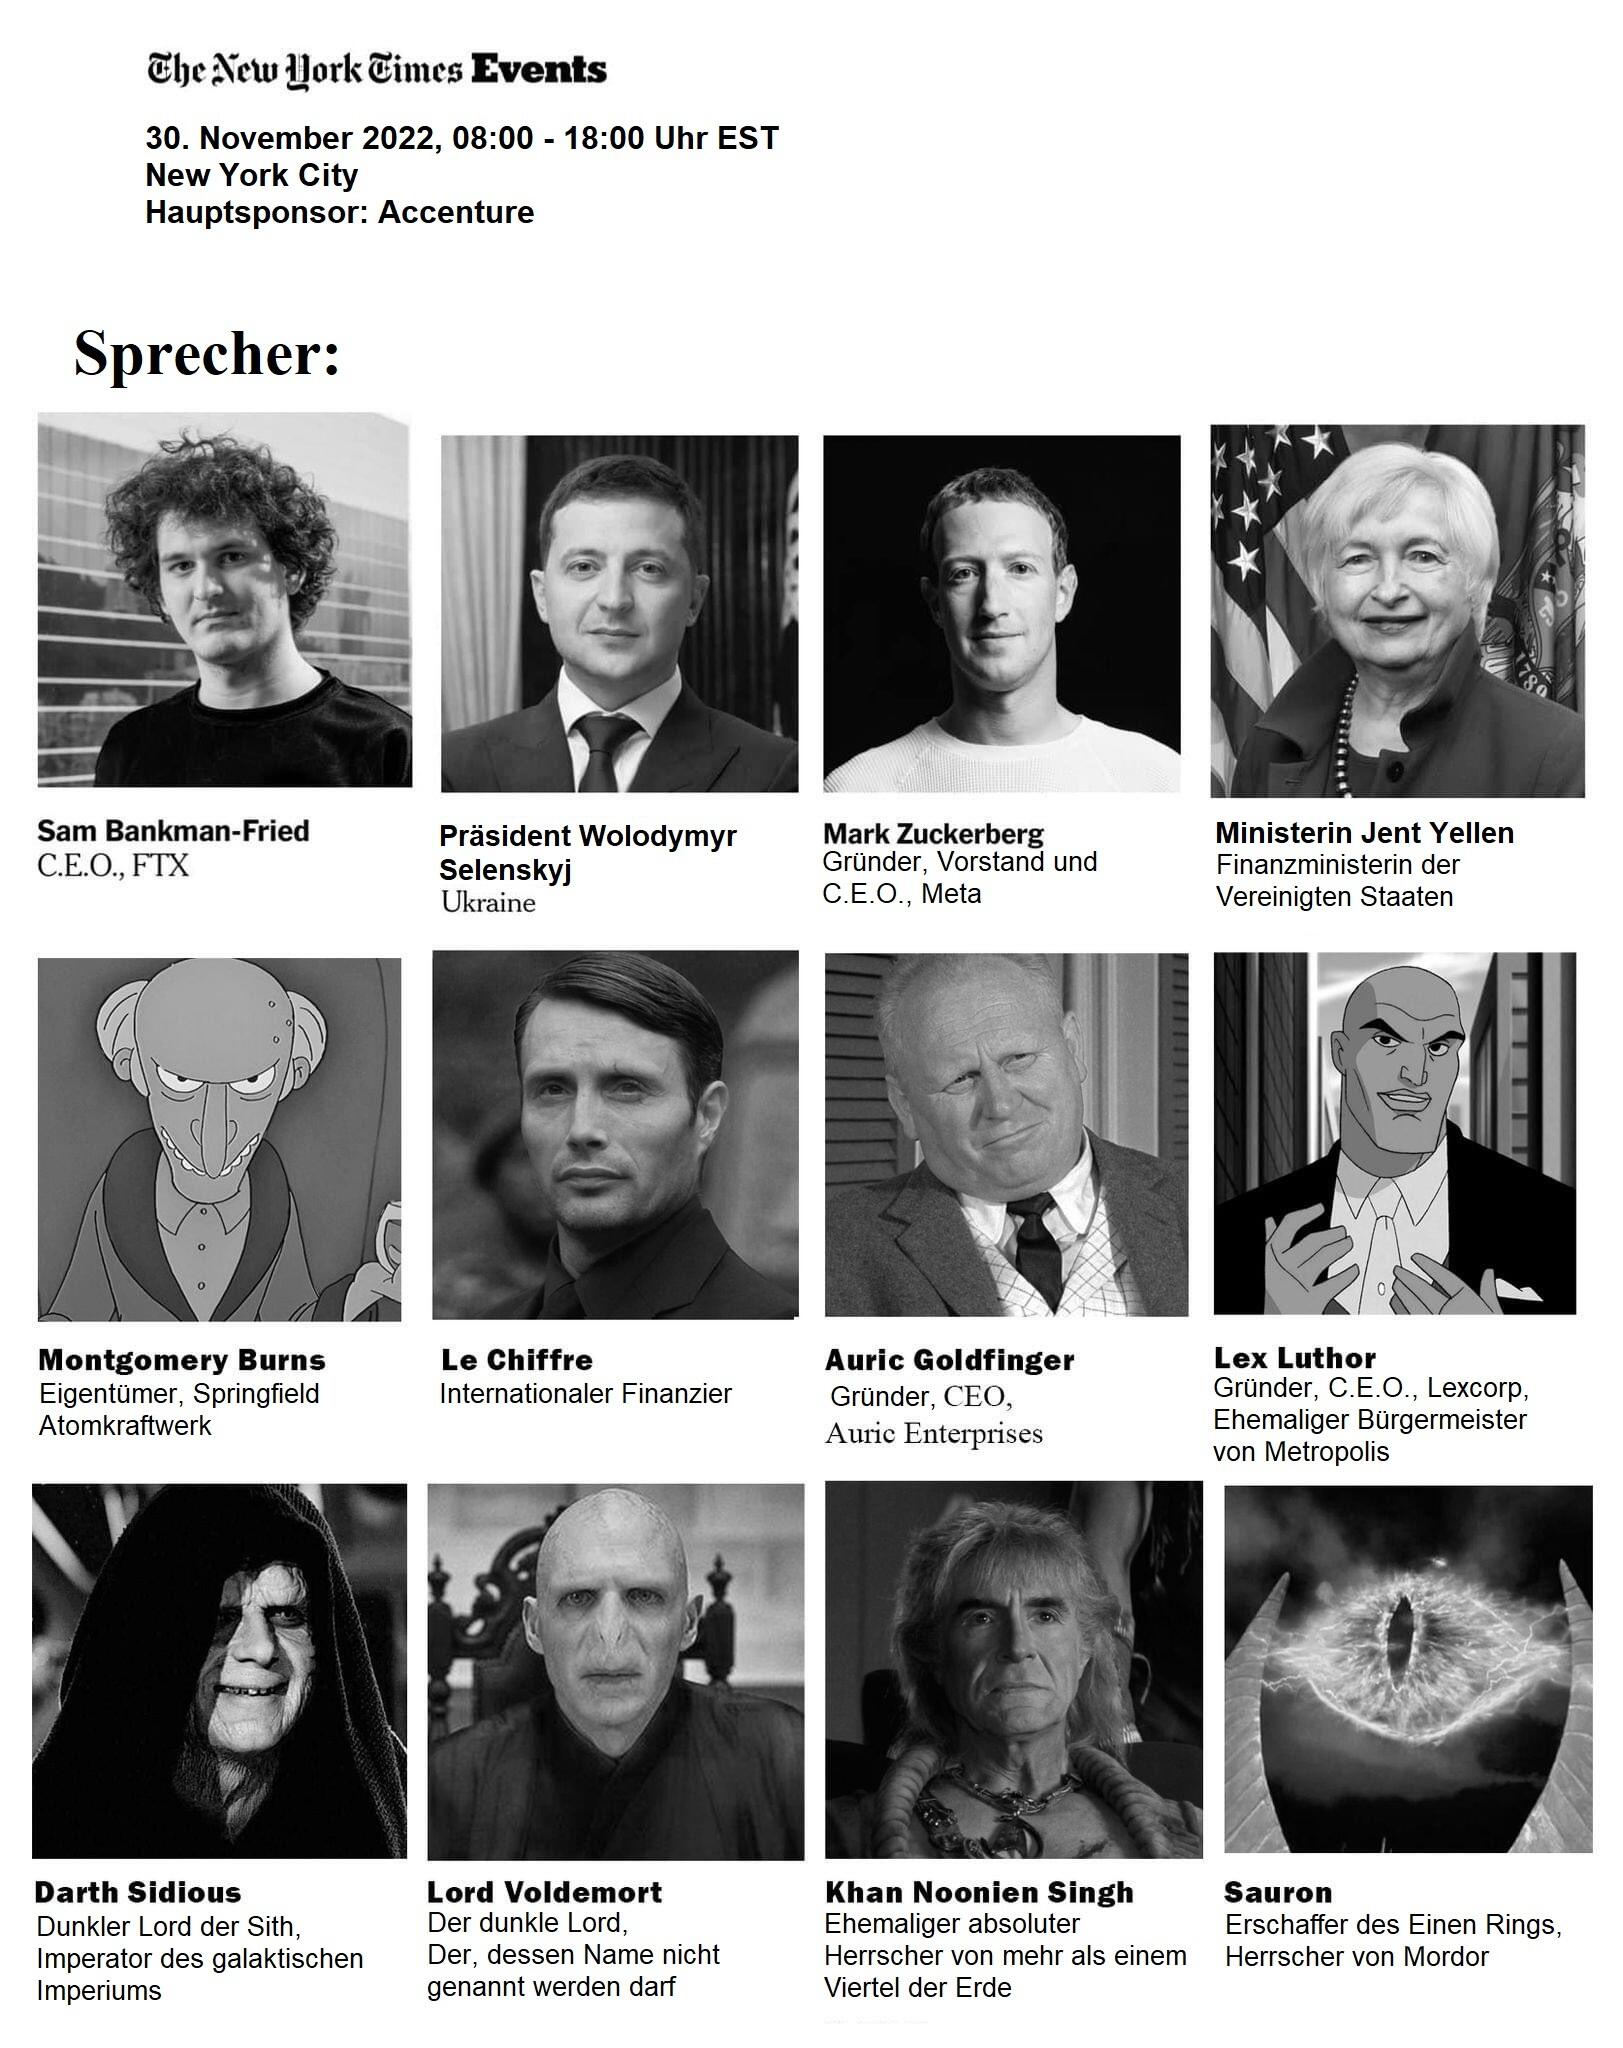 The New York Times Events
30. November 2022, 08:00 - 18:00 Uhr EST
New York City
Hauptsponsor: Accenture
Sprecher:
Sam Bankman-Fried
C.E.O., FTX
Präsident Wolodymyr
Selenskyj
Ukraine
Mark Zuckerberg
Gründer, Vorstand und
C.E.O., Meta
Ministerin Jent Yellen
Finanzministerin der
Vereinigten Staaten
Montgomery Burns
Eigentümer, Springfield
Atomkraftwerk
Le Chiffre
Internationaler Finanzier
Auric Goldfinger
Gründer, CEO,
Auric Enterprises
Lex Luthor
Gründer, C.E.O., Lexcorp,
Ehemaliger Bürgermeister
von Metropolis
Darth Sidious
Dunkler Lord der Sith,
Imperator des galaktischen
Imperiums
Lord Voldemort
Der dunkle Lord,
Der, dessen Name nicht
genannt werden darf
Khan Noonien Singh
Ehemaliger absoluter
Herrscher von mehr als einem
Viertel der Erde
Sauron
Erschaffer des Einen Rings,
Herrscher von Mordor